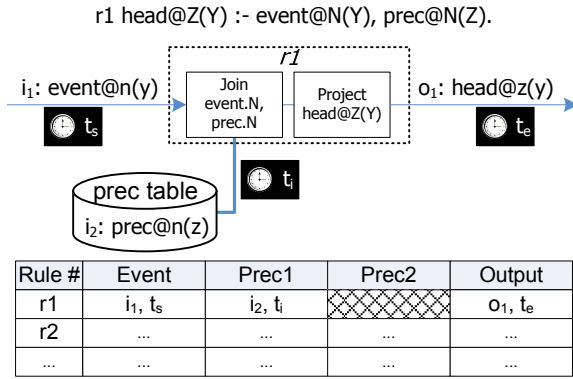 r1 head@Z(Y) :- event@N(Y), prec@N(Z).
r1
i1: event@n(y)
Join
event.N,
prec.N
Project
head@Z(Y)
o1: head@z(y)
ts
te
ti
prec table
i2: prec@n(z)
Rule # Event Prec1 Prec2 Output
r1 i1, ts i2, ti o1, te
r2 ... ... ... ...
... ... ... ... ...